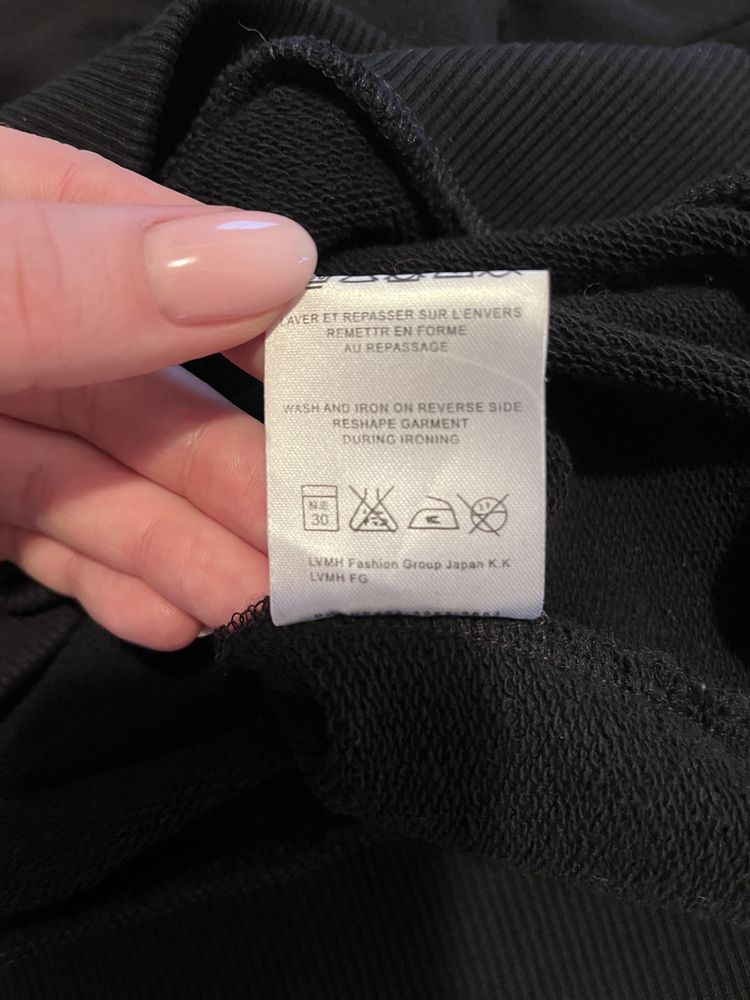 LAVER ET REPASSER SUR L'ENVERS
REMETTR EN FORME
AU REPASSAGE
WASH AND IRON ON REVERSE SIDE
RESHAPE GARMENT
DURING IRONING
30
LVMH Fashion Group Japan K.K
LVMH FG